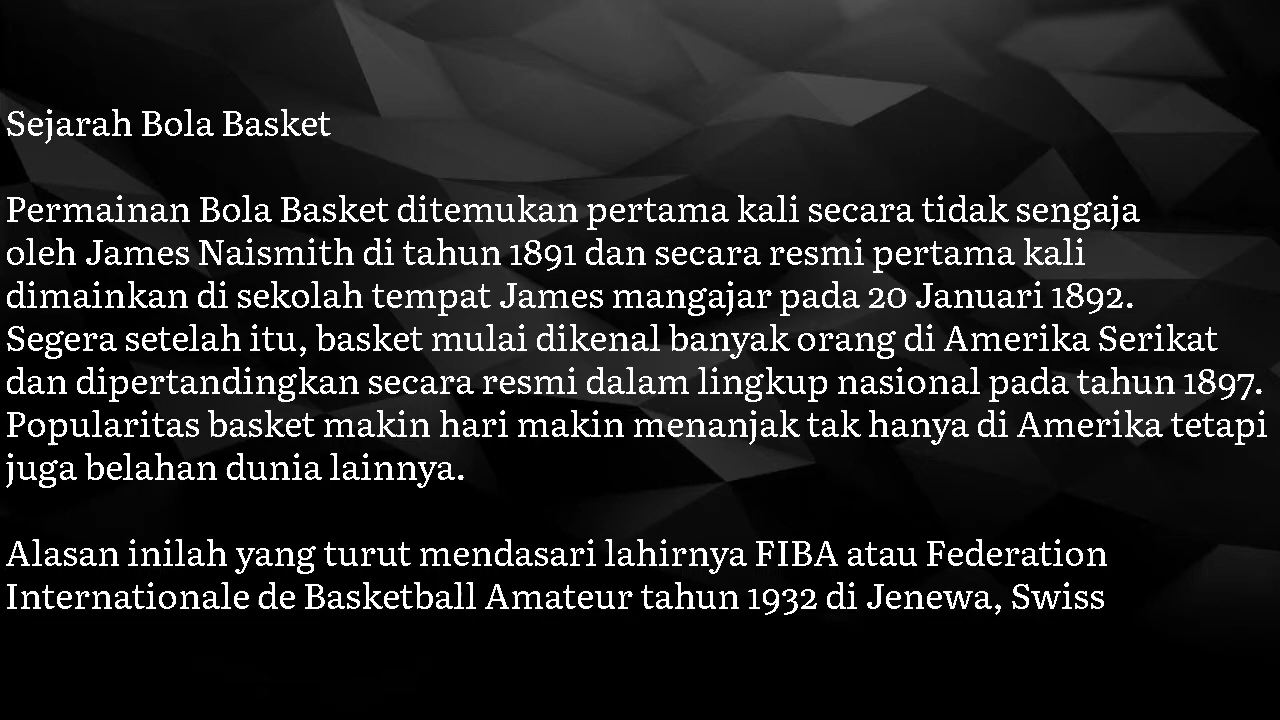 Sejarah Bola Basket
Permainan Bola Basket ditemukan pertama kali secara tidak sengaja
oleh James Naismith di tahun 1891 dan secara resmi pertama kali
dimainkan di sekolah tempat James mangajar pada 20 Januari 1892.
Segera setelah itu, basket mulai dikenal banyak orang di Amerika Serikat
dan dipertandingkan secara resmi dalam lingkup nasional pada tahun 1897.
Popularitas basket makin hari makin menanjak tak hanya di Amerika tetapi
juga belahan dunia lainnya.
Alasan inilah yang turut mendasari lahirnya FIBA atau Federation
Internationale de Basketball Amateur tahun 1932 di Jenewa, Swiss